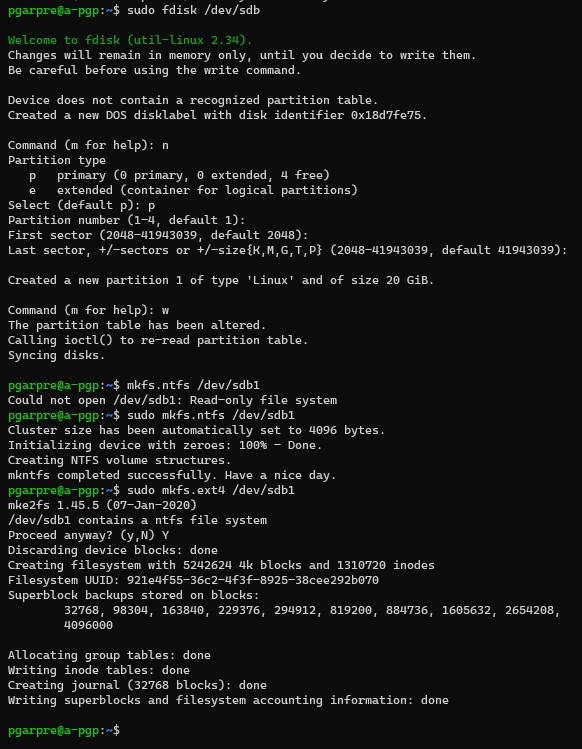 pgarpre@a-pgp:~$ sudo fdisk /dev/sdb
Welcome to fdisk (util-linux 2.34).
Changes will remain in memory only, until you decide to write them.
Be careful before using the write command.
Device does not contain a recognized partition table.
Created a new DOS disklabel with disk identifier 0x18d7fe75.
Command (m for help): n
Partition type
   p   primary (0 primary, 0 extended, 4 free)
   e   extended (container for logical partitions)
Select (default p): p
Partition number (1-4, default 1):
First sector (2048-41943039, default 2048):
Last sector, +/-sectors or +/-size{K,M,G,T,P} (2048-41943039, default 41943039):
Created a new partition 1 of type 'Linux' and of size 20 GiB.
Command (m for help): w
The partition table has been altered.
Calling ioctl() to re-read partition table.
Syncing disks.
pgarpre@a-pgp:~$ mkfs.ntfs /dev/sdb1
Could not open /dev/sdb1: Read-only file system
pgarpre@a-pgp:~$ sudo mkfs.ntfs /dev/sdb1
Cluster size has been automatically set to 4096 bytes.
Initializing device with zeroes: 100% - Done.
Creating NTFS volume structures.
mkntfs completed successfully. Have a nice day.
pgarpre@a-pgp:~$ sudo mkfs.ext4 /dev/sdb1
mke2fs 1.45.5 (07-Jan-2020)
/dev/sdb1 contains a ntfs file system
Proceed anyway? (y,N) Y
Discarding device blocks: done
Creating filesystem with 5242624 4k blocks and 1310720 inodes
Filesystem UUID: 921e4f55-36c2-4f3f-8925-38cee292b070
Superblock backups stored on blocks:
        32768, 98304, 163840, 229376, 294912, 819200, 884736, 1605632, 2654208,
        4096000
Allocating group tables: done
Writing inode tables: done
Creating journal (32768 blocks): done
Writing superblocks and filesystem accounting information: done
pgarpre@a-pgp:~$